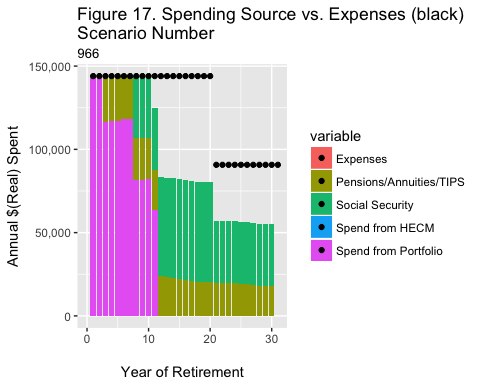 Figure 17. Spending Source vs. Expenses (black)
Scenario Number
966
150,000
100,000
50,000
0
Annual $(Real) Spent
0 10 20 30
Year of Retirement
variable
Expenses
Pensions/Annuities/TIPS
Social Security
Spend from HECM
Spend from Portfolio